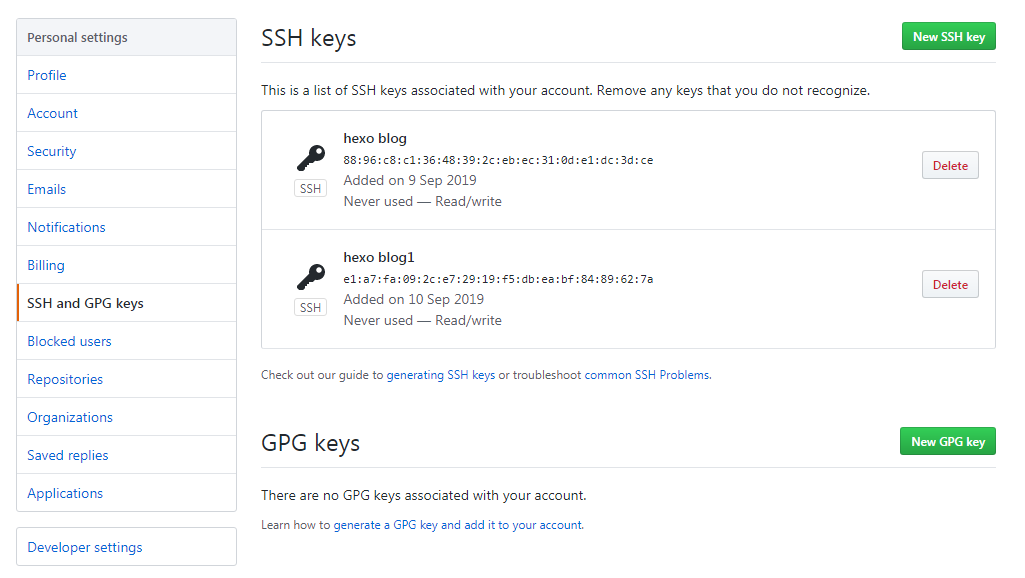 Personal settings
Profile
Account
Security
Emails
Notifications
Billing
SSH and GPG keys
Blocked users
Repositories
Organizations
Saved replies
Applications
Developer settings
SSH keys
New SSH key
This is a list of SSH keys associated with your account. Remove any keys that you do not recognize.
hexo blog
88:96:c8:c1:36:48:39:2c:eb:ec:31:0d:e1:dc:3d:ce
Added on 9 Sep 2019
Never used — Read/write
SSH
Delete
hexo blog1
e1:a7:fa:09:2c:e7:29:19:f5:db:ea:bf:84:89:62:7a
Added on 10 Sep 2019
Never used — Read/write
SSH
Delete
Check out our guide to generating SSH keys or troubleshoot common SSH Problems.
GPG keys
New GPG key
There are no GPG keys associated with your account.
Learn how to generate a GPG key and add it to your account.